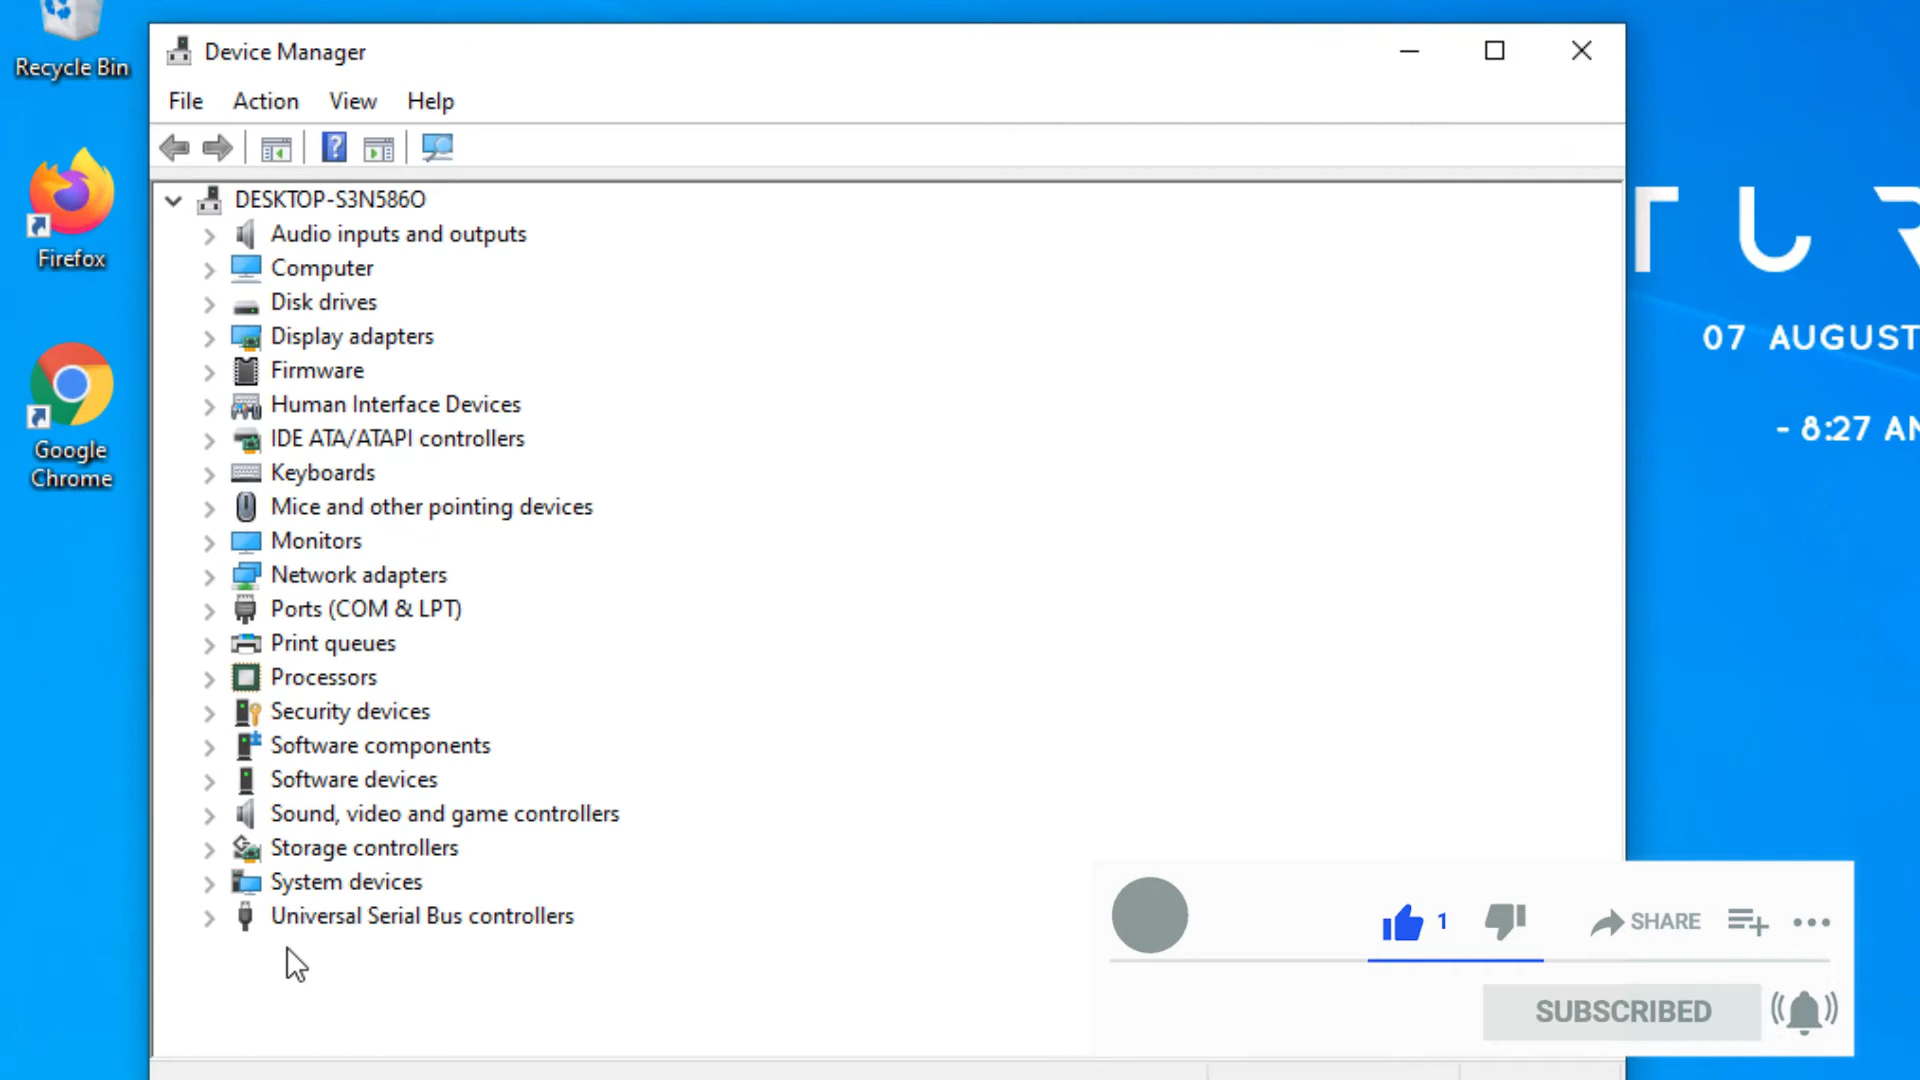 Recycle Bin
Device Manager
File Action View Help
DESKTOP-S3N586O
Audio inputs and outputs
Computer
Disk drives
Display adapters
Firmware
Human Interface Devices
IDE ATA/ATAPI controllers
Keyboards
Mice and other pointing devices
Monitors
Network adapters
Ports (COM & LPT)
Print queues
Processors
Security devices
Software components
Software devices
Sound, video and game controllers
Storage controllers
System devices
Universal Serial Bus controllers
Firefox
Google
Chrome
TUR
07 AUGUST
- 8:27 AM
1
SHARE
SUBSCRIBED